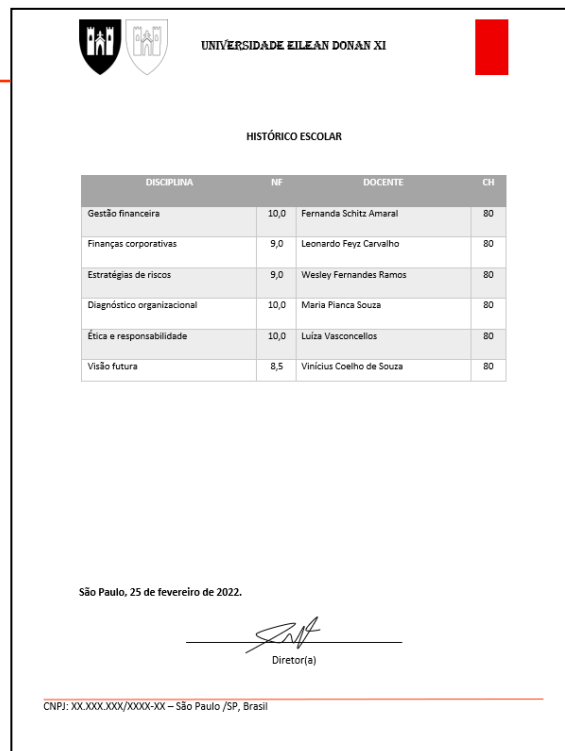 UNIVERSIDADE EILEAN DONAN XI
HISTÓRICO ESCOLAR
DISCIPLINA NF DOCENTE CH
Gestão financeira 10,0 Fernanda Schitz Amaral 80
Finanças corporativas 9,0 Leonardo Feyz Carvalho 80
Estratégias de riscos 9,0 Wesley Fernandes Ramos 80
Diagnóstico organizacional 10,0 Maria Pianca Souza 80
Ética e responsabilidade 10,0 Luíza Vasconcellos 80
Visão futura 8,5 Vinícius Coelho de Souza 80
São Paulo, 25 de fevereiro de 2022.
Diretor(a)
CNPJ: XX.XXX.XXX/XXXX-XX – São Paulo /SP, Brasil